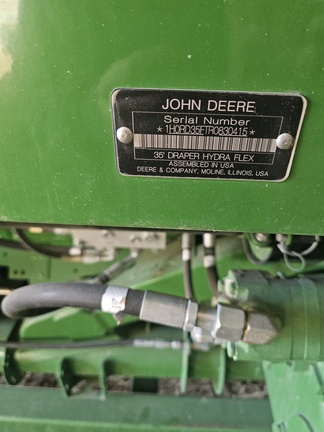 JOHN DEERE
Serial Number
*1H0RD35FTR0830415*
35' DRAPER HYDRA FLEX
ASSEMBLED IN USA
DEERE & COMPANY, MOLINE, ILLINOIS, USA